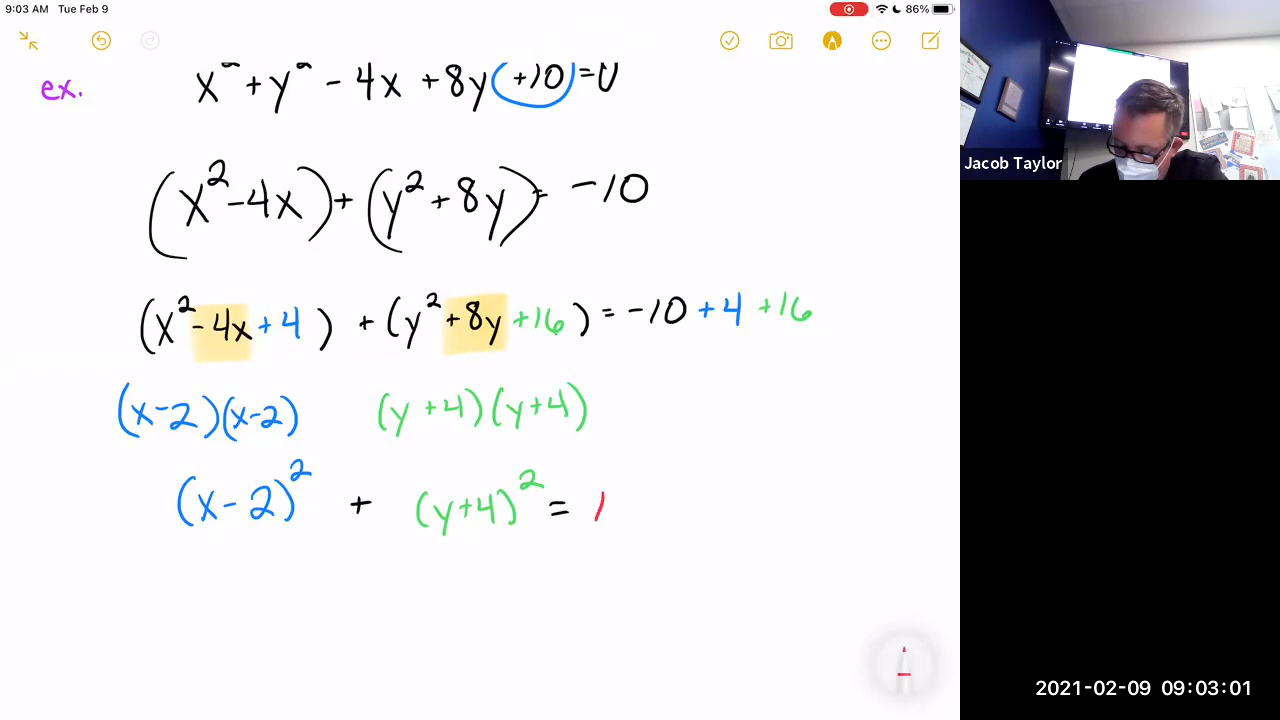 9:03 AM Tue Feb 9
86%
ex. x² + y² - 4x + 8y (+10) = 0
(x² - 4x) + (y² + 8y) = -10
(x² - 4x + 4) + (y² + 8y + 16) = -10 + 4 + 16
(x - 2)(x - 2) (y + 4)(y + 4)
(x - 2)² + (y + 4)² = 1
Jacob Taylor
2021-02-09 09:03:01